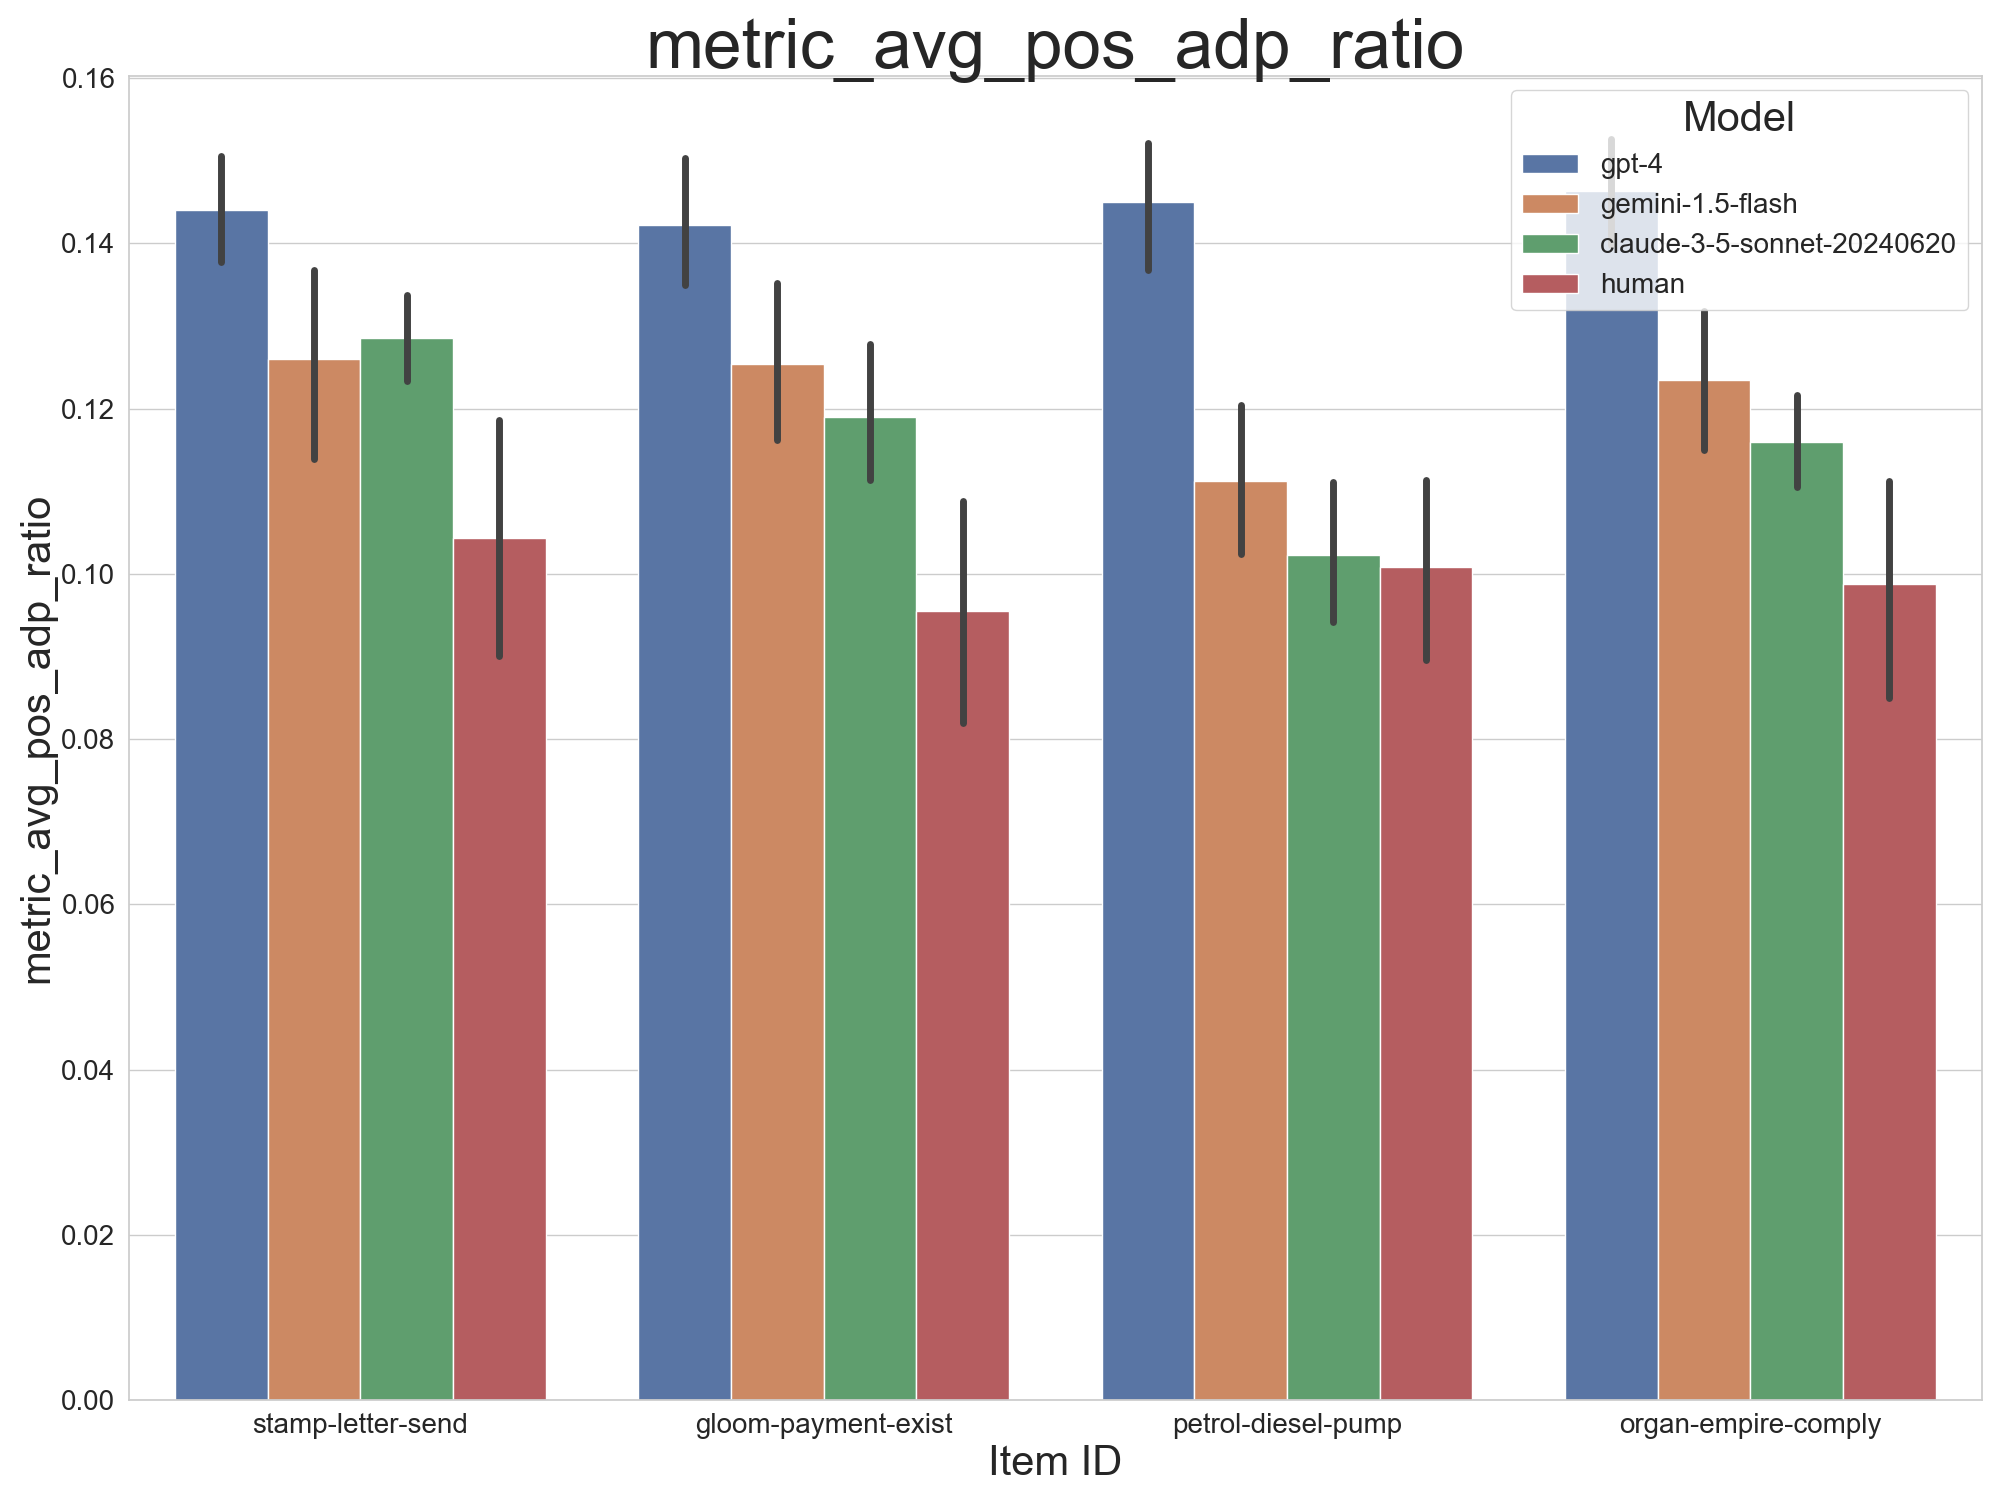 metric_avg_pos_adp_ratio
Model
gpt-4
gemini-1.5-flash
claude-3-5-sonnet-20240620
human
metric_avg_pos_adp_ratio
0.16
0.14
0.12
0.10
0.08
0.06
0.04
0.02
0.00
stamp-letter-send
gloom-payment-exist
petrol-diesel-pump
organ-empire-comply
Item ID